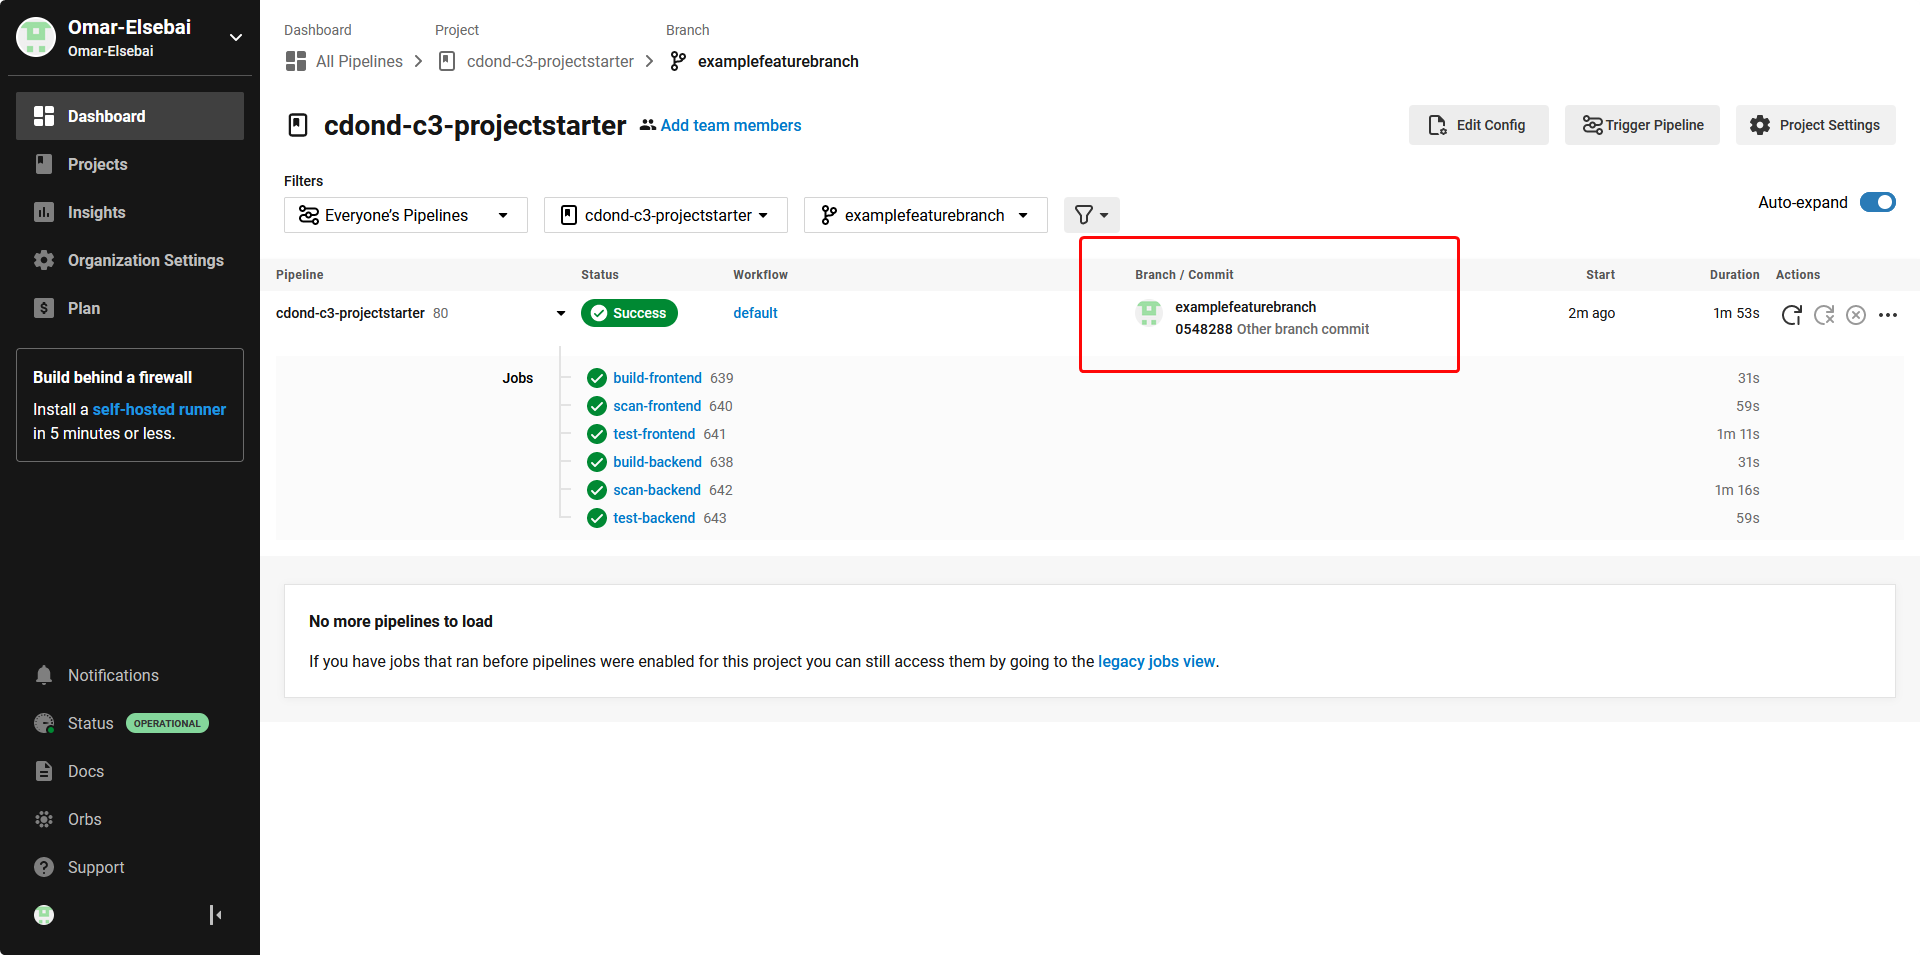 Omar-Elsebai
Omar-Elsebai
Dashboard
Projects
Insights
Organization Settings
Plan
Build behind a firewall
Install a self-hosted runner
in 5 minutes or less.
Notifications
Status OPERATIONAL
Docs
Orbs
Support
Dashboard Project Branch
All Pipelines cdond-c3-projectstarter examplefeaturebranch
cdond-c3-projectstarter Add team members
Edit Config Trigger Pipeline Project Settings
Filters
Everyone’s Pipelines cdond-c3-projectstarter examplefeaturebranch
Auto-expand
Pipeline Status Workflow Branch / Commit Start Duration Actions
cdond-c3-projectstarter 80 Success default examplefeaturebranch 2m ago 1m 53s
0548288 Other branch commit
Jobs build-frontend 639 31s
scan-frontend 640 59s
test-frontend 641 1m 11s
build-backend 638 31s
scan-backend 642 1m 16s
test-backend 643 59s
No more pipelines to load
If you have jobs that ran before pipelines were enabled for this project you can still access them by going to the legacy jobs view.